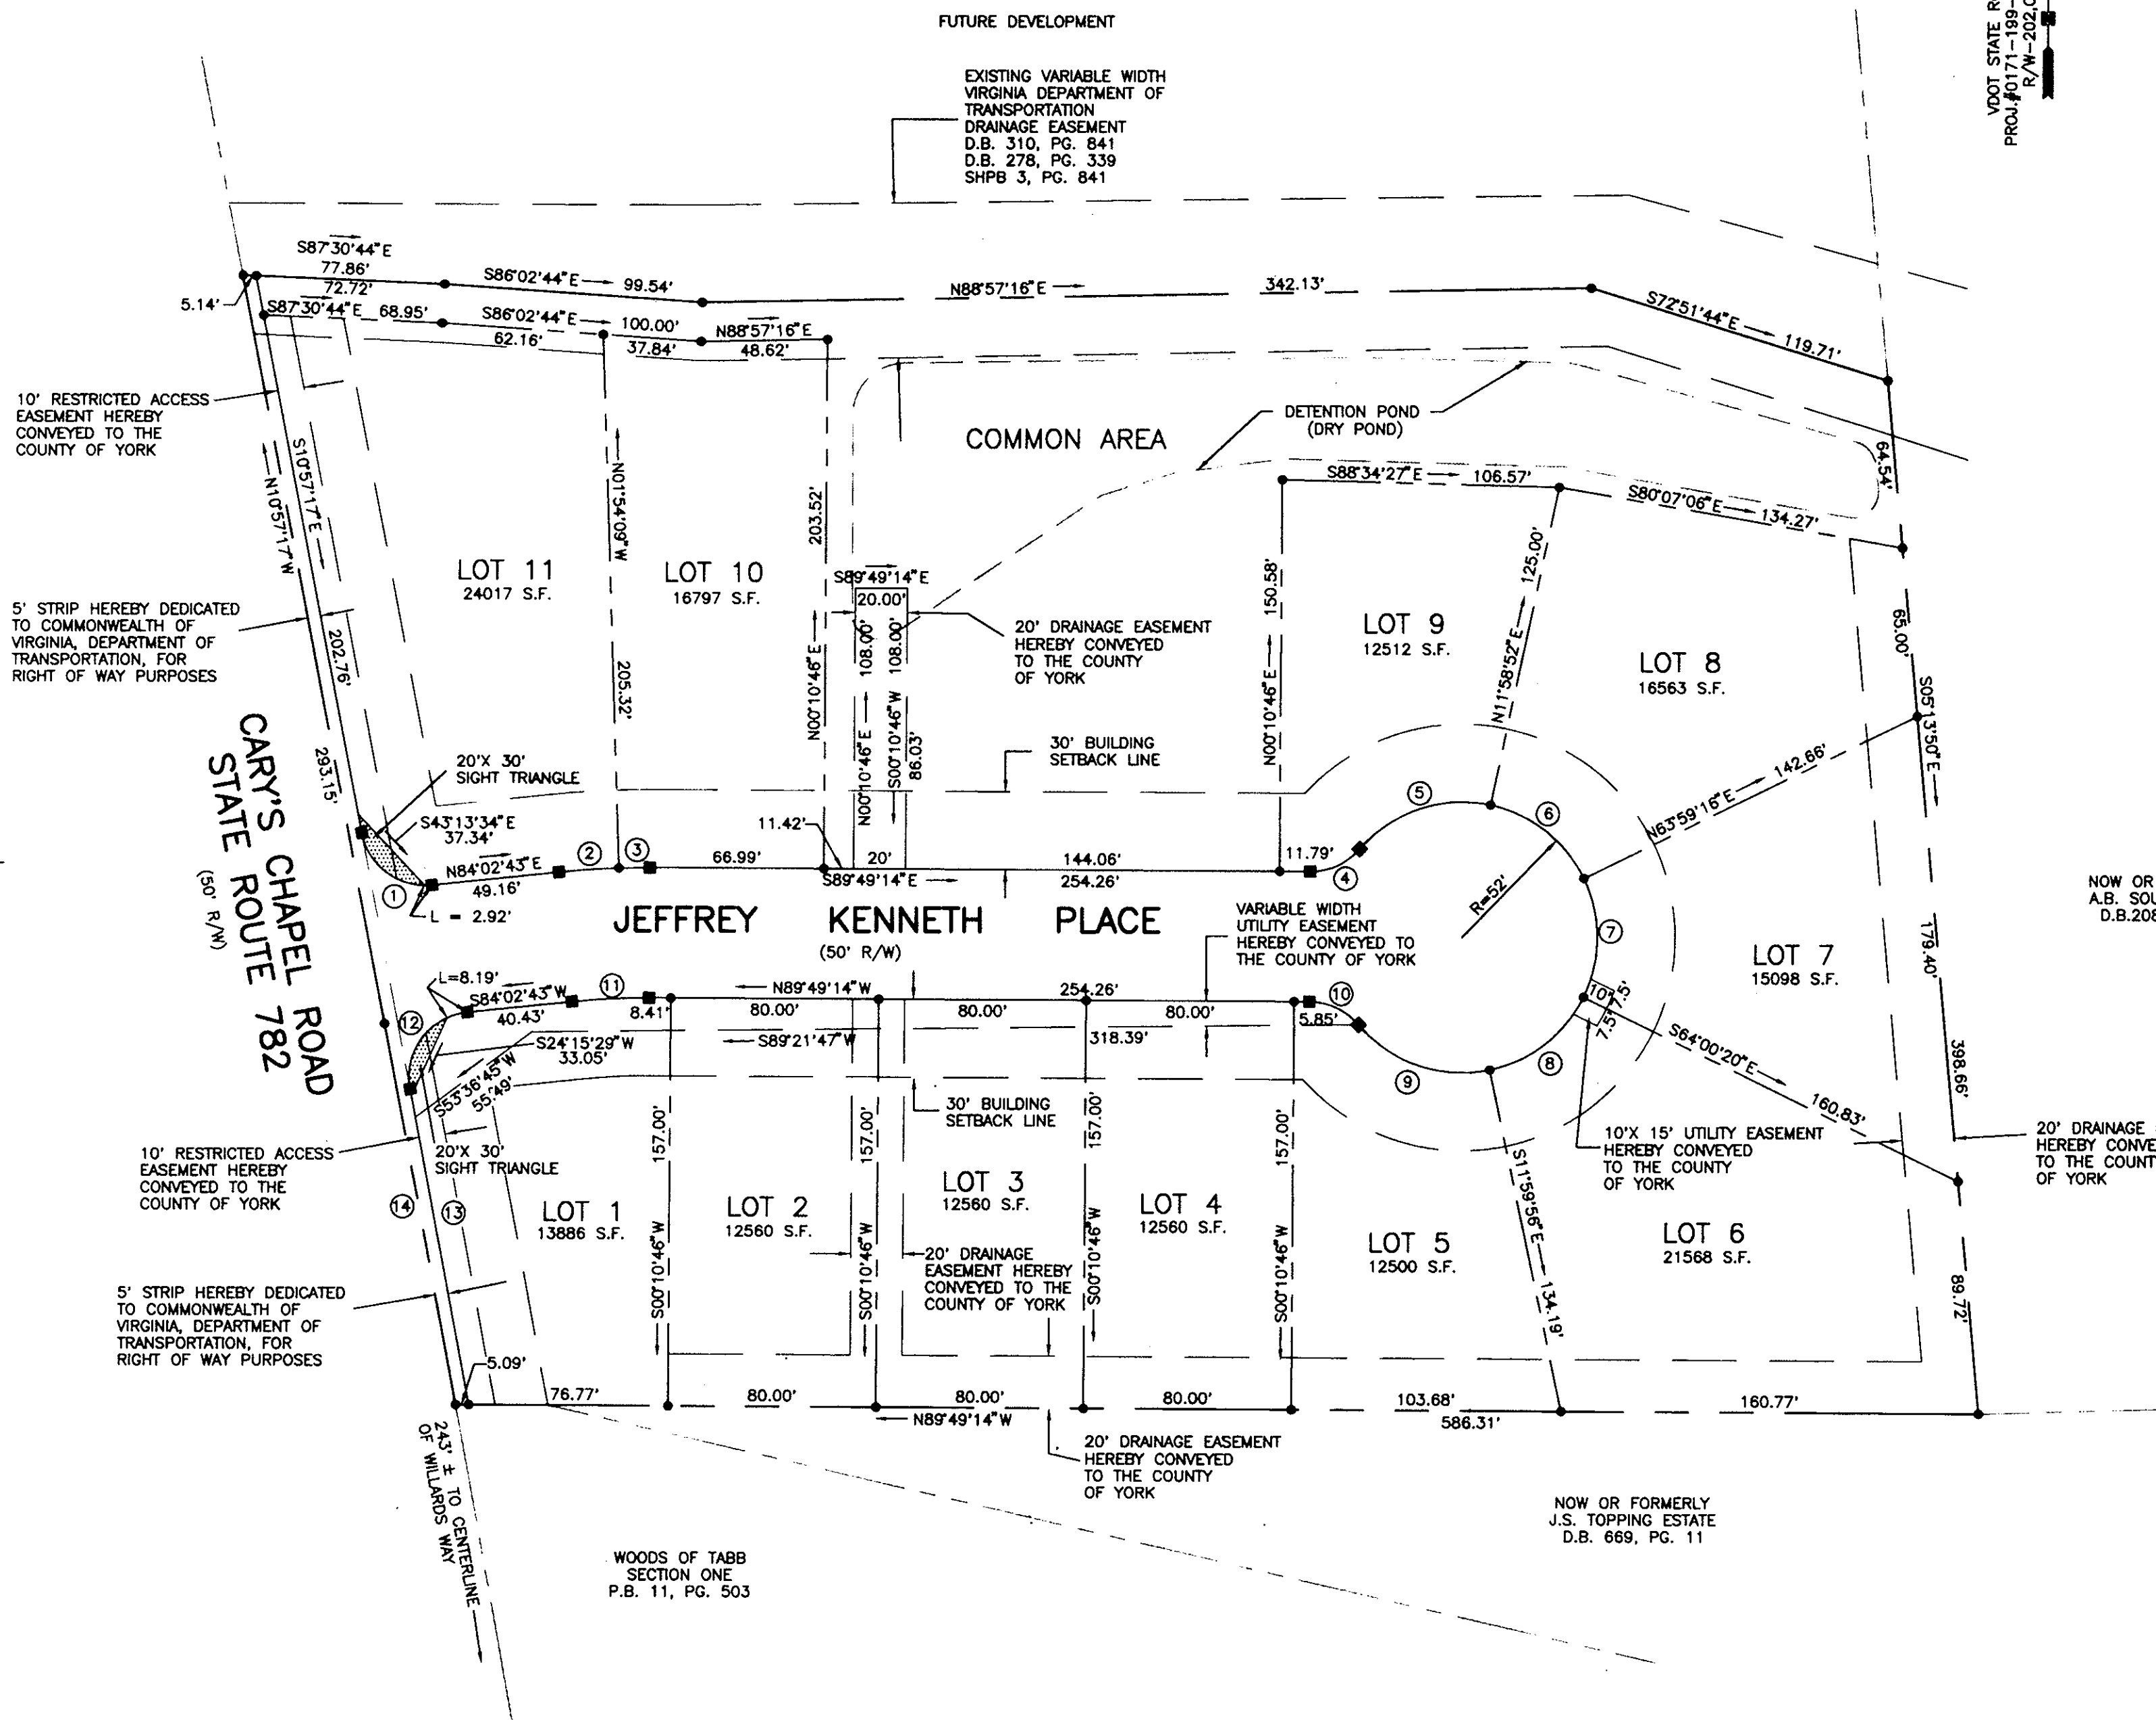 FUTURE DEVELOPMENT
VDOT STATE
PROJ.#0171-199-
R/W-202,
EXISTING VARIABLE WIDTH
VIRGINIA DEPARTMENT OF
TRANSPORTATION
DRAINAGE EASEMENT
D.B. 310, PG. 841
D.B. 278, PG. 339
SHPB 3, PG. 841
S87°30'44"E
77.86'
72.72'
5.14'
S86°02'44"E
99.54'
N88°57'16"E
342.13'
S72°51'44"E
119.71'
S87°30'44"E
68.95'
S86°02'44"E
62.16'
100.00'
37.84'
N88°57'16"E
48.62'
10' RESTRICTED ACCESS
EASEMENT HEREBY
CONVEYED TO THE
COUNTY OF YORK
S10°57'17"E
N10°57'17"W
202.76'
293.15'
COMMON AREA
DETENTION POND
(DRY POND)
64.54'
S88°34'27"E
106.57'
S80°07'06"E
134.27'
N01°54'09"W
205.32'
203.52'
N00°10'46"E
LOT 11
24017 S.F.
LOT 10
16797 S.F.
S89°49'14"E
20.00'
108.00'
108.00'
N00°10'46"E
S00°10'46"W
86.03'
20' DRAINAGE EASEMENT
HEREBY CONVEYED
TO THE COUNTY
OF YORK
150.58'
N00°10'46"E
LOT 9
12512 S.F.
125.00'
N11°58'52"E
LOT 8
16563 S.F.
65.00'
S05°13'50"E
5' STRIP HEREBY DEDICATED
TO COMMONWEALTH OF
VIRGINIA, DEPARTMENT OF
TRANSPORTATION, FOR
RIGHT OF WAY PURPOSES
CARY'S CHAPEL ROAD
STATE ROUTE 782
(50' R/W)
20'X 30'
SIGHT TRIANGLE
S43°13'34"E
37.34'
30' BUILDING
SETBACK LINE
N63°59'16"E
142.66'
1
N84°02'43"E
49.16'
L = 2.92'
2
3
66.99'
11.42'
20'
S89°49'14"E
144.06'
254.26'
11.79'
4
5
6
7
R=52'
JEFFREY KENNETH PLACE
(50' R/W)
VARIABLE WIDTH
UTILITY EASEMENT
HEREBY CONVEYED TO
THE COUNTY OF YORK
LOT 7
15098 S.F.
NOW OR
A.B.
D.B.208
179.40'
398.66'
L=8.19'
12
S84°02'43"W
40.43'
11
8.41'
N89°49'14"W
80.00'
80.00'
254.26'
80.00'
5.85'
10
S89°21'47"W
318.39'
S24°15'29"W
33.05'
S53°36'45"W
55.49'
10'
7.5'
7.5'
8
9
S64°00'20"E
160.83'
30' BUILDING
SETBACK LINE
10' RESTRICTED ACCESS
EASEMENT HEREBY
CONVEYED TO THE
COUNTY OF YORK
20'X 30'
SIGHT TRIANGLE
10'X 15' UTILITY EASEMENT
HEREBY CONVEYED
TO THE COUNTY
OF YORK
20' DRAINAGE
HEREBY
TO THE
OF YORK
14
13
157.00'
157.00'
157.00'
157.00'
S00°10'46"W
S00°10'46"W
S00°10'46"W
S00°10'46"W
LOT 1
13886 S.F.
LOT 2
12560 S.F.
LOT 3
12560 S.F.
LOT 4
12560 S.F.
LOT 5
12500 S.F.
LOT 6
21568 S.F.
S11°59'56"E
134.19'
89.72'
20' DRAINAGE
EASEMENT HEREBY
CONVEYED TO THE
COUNTY OF YORK
5' STRIP HEREBY DEDICATED
TO COMMONWEALTH OF
VIRGINIA, DEPARTMENT OF
TRANSPORTATION, FOR
RIGHT OF WAY PURPOSES
5.09'
76.77'
80.00'
80.00'
N89°49'14"W
80.00'
103.68'
586.31'
160.77'
243' ± TO CENTERLINE
OF WILLARDS WAY
20' DRAINAGE EASEMENT
HEREBY CONVEYED
TO THE COUNTY
OF YORK
WOODS OF TABB
SECTION ONE
P.B. 11, PG. 503
NOW OR FORMERLY
J.S. TOPPING ESTATE
D.B. 669, PG. 11